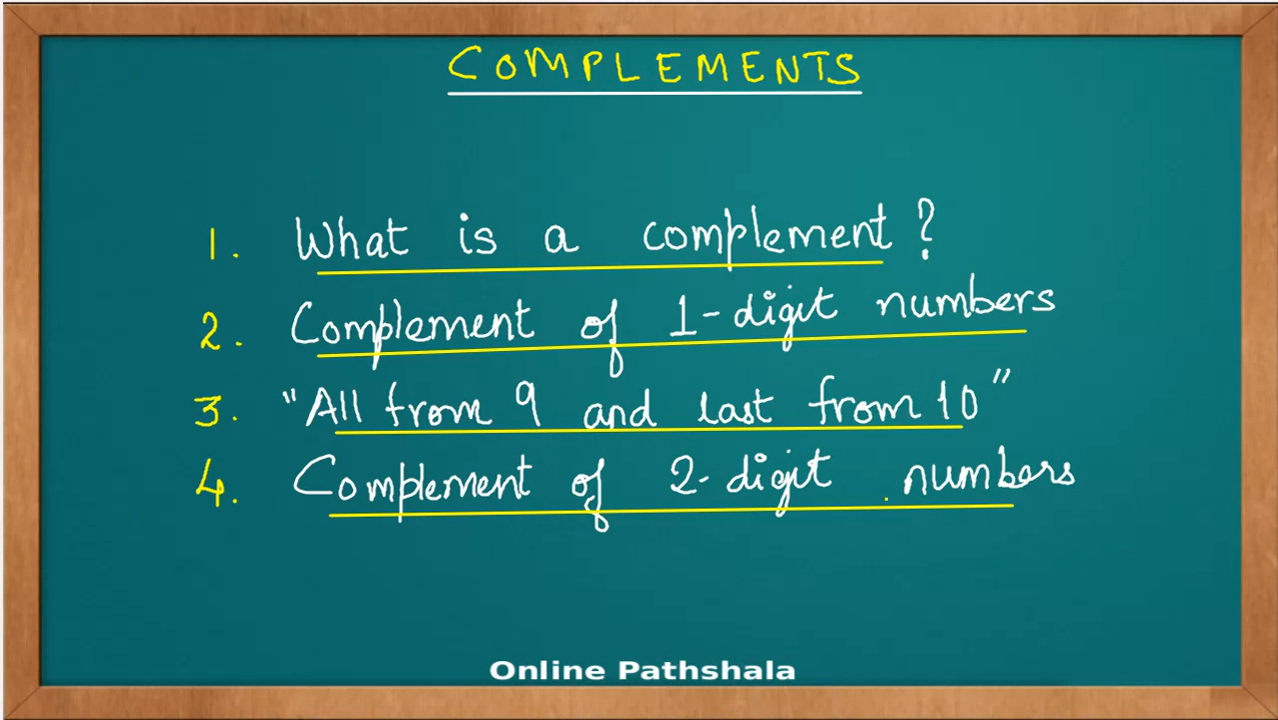 COMPLEMENTS
1. What is a complement?
2. Complement of 1-digit numbers
3. "All from 9 and last from 10"
4. Complement of 2-digit numbers
Online Pathshala